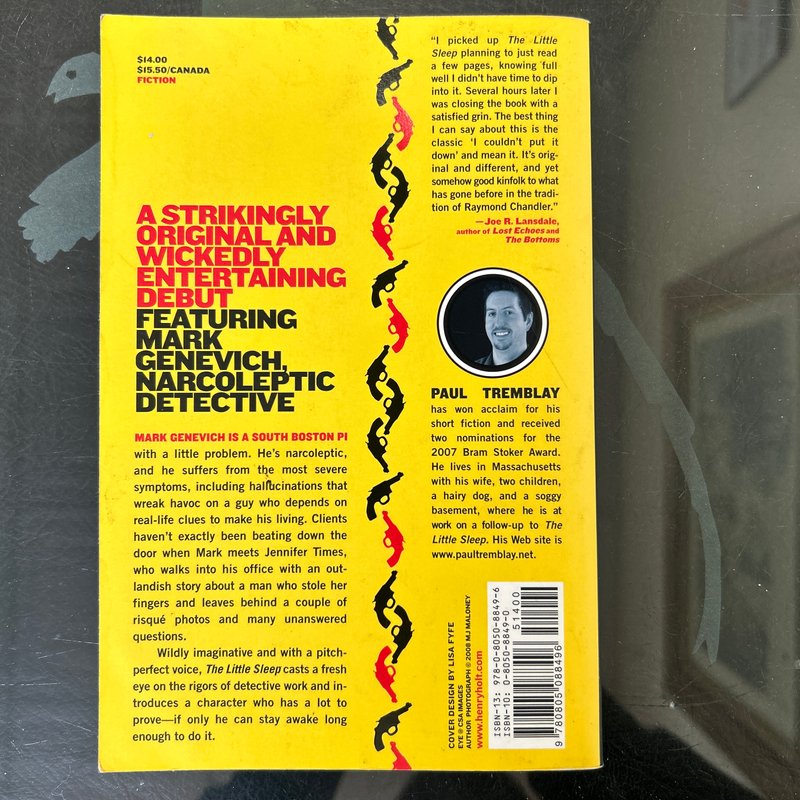 $14.00
$15.50/CANADA
FICTION
A STRIKINGLY
ORIGINAL AND
WICKEDLY
ENTERTAINING
DEBUT
FEATURING
MARK
GENEVICH,
NARCOLEPTIC
DETECTIVE
MARK GENEVICH IS A SOUTH BOSTON PI
with a little problem. He's narcoleptic,
and he suffers from the most severe
symptoms, including hallucinations that
wreak havoc on a guy who depends on
real-life clues to make his living. Clients
haven't exactly been beating down the
door when Mark meets Jennifer Times,
who walks into his office with an out-
landish story about a man who stole her
fingers and leaves behind a couple of
risqué photos and many unanswered
questions.
Wildly imaginative and with a pitch-
perfect voice, The Little Sleep casts a fresh
eye on the rigors of detective work and in-
troduces a character who has a lot to
prove—if only he can stay awake long
enough to do it.
"I picked up The Little
Sleep planning to just read
a few pages, knowing full
well I didn't have time to dip
into it. Several hours later I
was closing the book with a
satisfied grin. The best thing
I can say about this is the
classic 'I couldn't put it
down' and mean it. It's orig-
inal and different, and yet
somehow good kinfolk to what
has gone before in the tradi-
tion of Raymond Chandler."
—Joe R. Lansdale,
author of Lost Echoes and
The Bottoms
PAUL TREMBLAY
has won acclaim for his
short fiction and received
two nominations for the
2007 Bram Stoker Award.
He lives in Massachusetts
with his wife, two children,
a hairy dog, and a soggy
basement, where he is at
work on a follow-up to The
Little Sleep. His Web site is
www.paultremblay.net.
COVER DESIGN BY LISA FYFE
EYE © CSA IMAGES
AUTHOR PHOTOGRAPH © 2008 MJ MALONEY
www.henryholt.com
ISBN-13: 978-0-8050-8849-6
ISBN-10: 0-8050-8849-0
51400
9 780805 088496